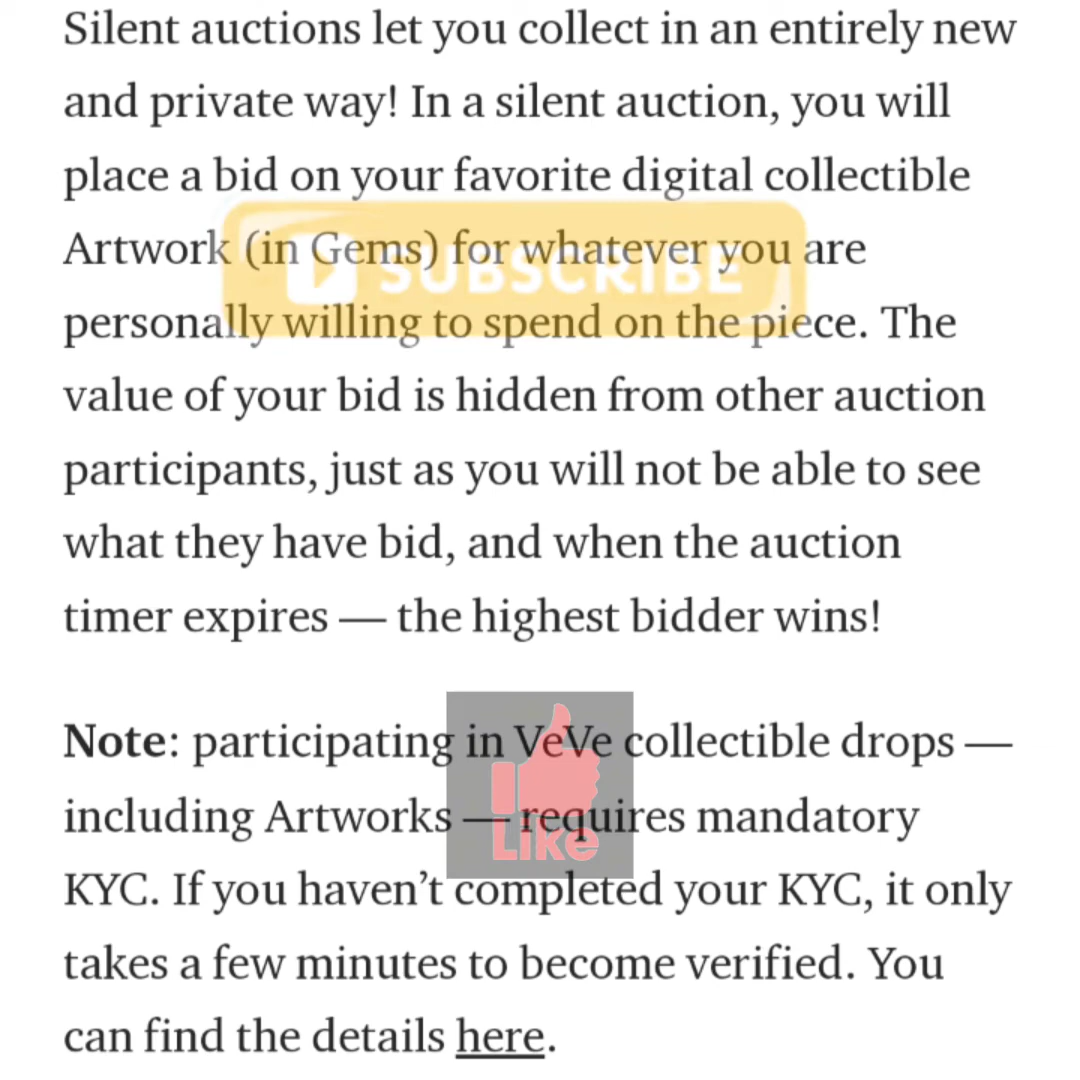 Silent auctions let you collect in an entirely new
and private way! In a silent auction, you will
place a bid on your favorite digital collectible
Artwork (in Gems) for whatever you are
SUBSCRIBE
personally willing to spend on the piece. The
value of your bid is hidden from other auction
participants, just as you will not be able to see
what they have bid, and when the auction
timer expires — the highest bidder wins!
Note: participating in VeVe collectible drops —
including Artworks — requires mandatory
Like
KYC. If you haven’t completed your KYC, it only
takes a few minutes to become verified. You
can find the details here.